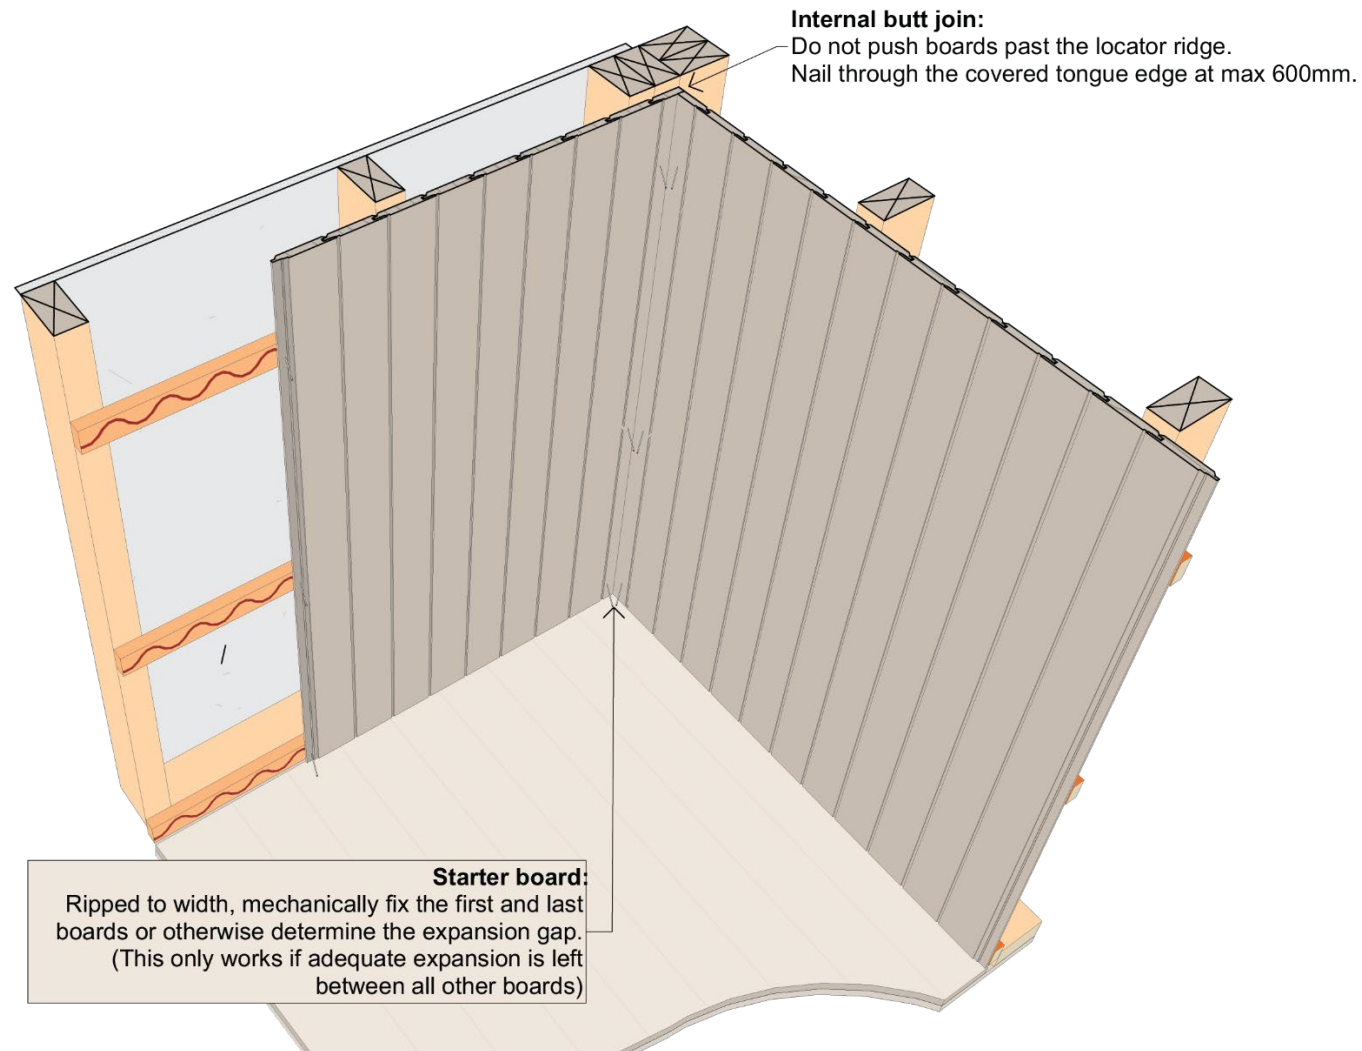 Internal butt join:
Do not push boards past the locator ridge.
Nail through the covered tongue edge at max 600mm.
Starter board:
Ripped to width, mechanically fix the first and last
boards or otherwise determine the expansion gap.
(This only works if adequate expansion is left
between all other boards)